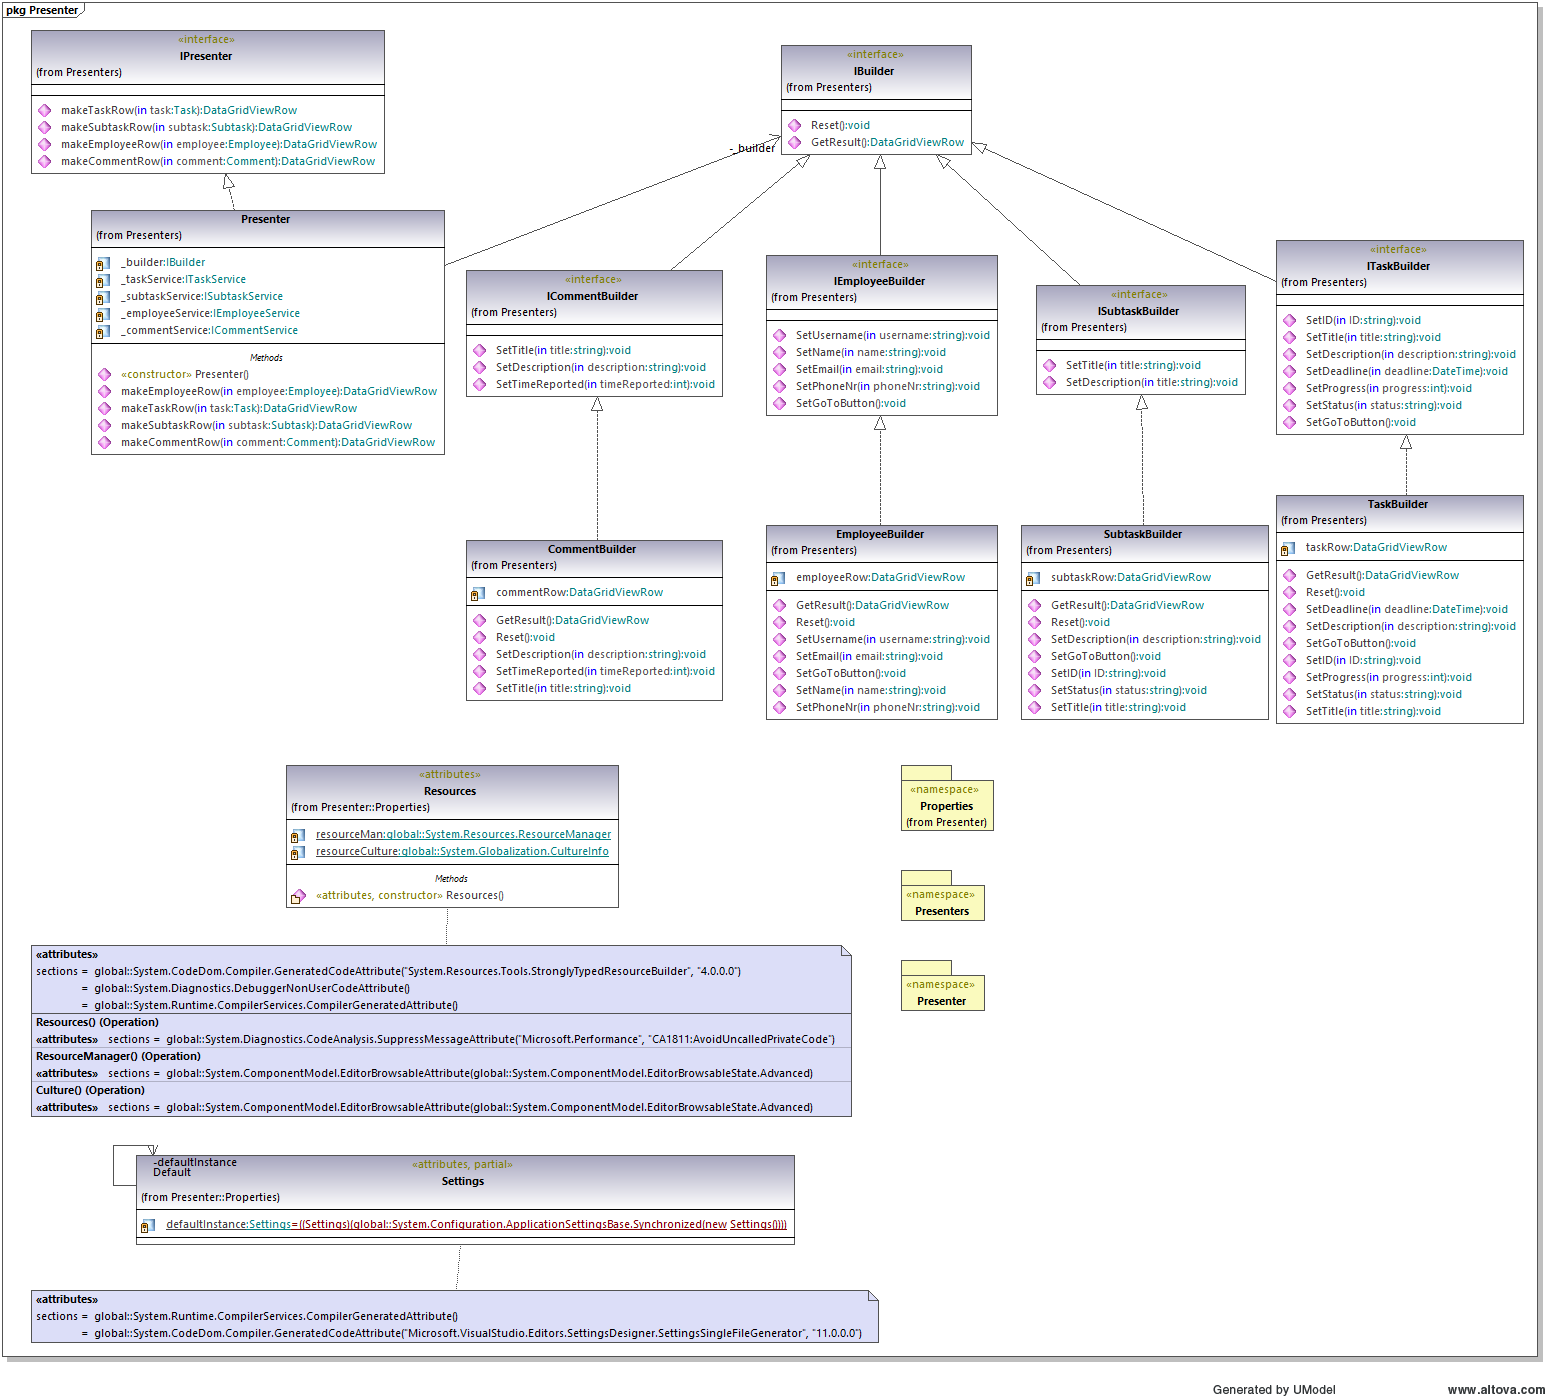 pkg Presenter
«interface»
IPresenter
(from Presenters)
makeTaskRow(in task:Task):DataGridViewRow
makeSubtaskRow(in subtask:Subtask):DataGridViewRow
makeEmployeeRow(in employee:Employee):DataGridViewRow
makeCommentRow(in comment:Comment):DataGridViewRow
«interface»
IBuilder
(from Presenters)
Reset():void
GetResult():DataGridViewRow
-_builder
Presenter
(from Presenters)
_builder:IBuilder
_taskService:ITaskService
_subtaskService:ISubtaskService
_employeeService:IEmployeeService
_commentService:ICommentService
Methods
«constructor» Presenter()
makeEmployeeRow(in employee:Employee):DataGridViewRow
makeTaskRow(in task:Task):DataGridViewRow
makeSubtaskRow(in subtask:Subtask):DataGridViewRow
makeCommentRow(in comment:Comment):DataGridViewRow
«interface»
ICommentBuilder
(from Presenters)
SetTitle(in title:string):void
SetDescription(in description:string):void
SetTimeReported(in timeReported:int):void
«interface»
IEmployeeBuilder
(from Presenters)
SetUsername(in username:string):void
SetName(in name:string):void
SetEmail(in email:string):void
SetPhoneNr(in phoneNr:string):void
SetGoToButton():void
«interface»
ISubtaskBuilder
(from Presenters)
SetTitle(in title:string):void
SetDescription(in title:string):void
«interface»
ITaskBuilder
(from Presenters)
SetID(in ID:string):void
SetTitle(in title:string):void
SetDescription(in description:string):void
SetDeadline(in deadline:DateTime):void
SetProgress(in progress:int):void
SetStatus(in status:string):void
SetGoToButton():void
CommentBuilder
(from Presenters)
commentRow:DataGridViewRow
GetResult():DataGridViewRow
Reset():void
SetDescription(in description:string):void
SetTimeReported(in timeReported:int):void
SetTitle(in title:string):void
EmployeeBuilder
(from Presenters)
employeeRow:DataGridViewRow
GetResult():DataGridViewRow
Reset():void
SetUsername(in username:string):void
SetEmail(in email:string):void
SetGoToButton():void
SetName(in name:string):void
SetPhoneNr(in phoneNr:string):void
SubtaskBuilder
(from Presenters)
subtaskRow:DataGridViewRow
GetResult():DataGridViewRow
Reset():void
SetDescription(in description:string):void
SetGoToButton():void
SetID(in ID:string):void
SetStatus(in status:string):void
SetTitle(in title:string):void
TaskBuilder
(from Presenters)
taskRow:DataGridViewRow
GetResult():DataGridViewRow
Reset():void
SetDeadline(in deadline:DateTime):void
SetDescription(in description:string):void
SetGoToButton():void
SetID(in ID:string):void
SetProgress(in progress:int):void
SetStatus(in status:string):void
SetTitle(in title:string):void
«attributes»
Resources
(from Presenter::Properties)
resourceMan:global::System.Resources.ResourceManager
resourceCulture:global::System.Globalization.CultureInfo
Methods
«attributes, constructor» Resources()
«namespace»
Properties
(from Presenter)
«namespace»
Presenters
«namespace»
Presenter
«attributes»
sections = global::System.CodeDom.Compiler.GeneratedCodeAttribute("System.Resources.Tools.StronglyTypedResourceBuilder", "4.0.0.0")
= global::System.Diagnostics.DebuggerNonUserCodeAttribute()
= global::System.Runtime.CompilerServices.CompilerGeneratedAttribute()
Resources() (Operation)
«attributes» sections = global::System.Diagnostics.CodeAnalysis.SuppressMessageAttribute("Microsoft.Performance", "CA1811:AvoidUncalledPrivateCode")
ResourceManager() (Operation)
«attributes» sections = global::System.ComponentModel.EditorBrowsableAttribute(global::System.ComponentModel.EditorBrowsableState.Advanced)
Culture() (Operation)
«attributes» sections = global::System.ComponentModel.EditorBrowsableAttribute(global::System.ComponentModel.EditorBrowsableState.Advanced)
-defaultInstance
Default
«attributes, partial»
Settings
(from Presenter::Properties)
defaultInstance:Settings=((Settings)(global::System.Configuration.ApplicationSettingsBase.Synchronized(new Settings())))
«attributes»
sections = global::System.Runtime.CompilerServices.CompilerGeneratedAttribute()
= global::System.CodeDom.Compiler.GeneratedCodeAttribute("Microsoft.VisualStudio.Editors.SettingsDesigner.SettingsSingleFileGenerator", "11.0.0.0")
Generated by UModel
www.altova.com